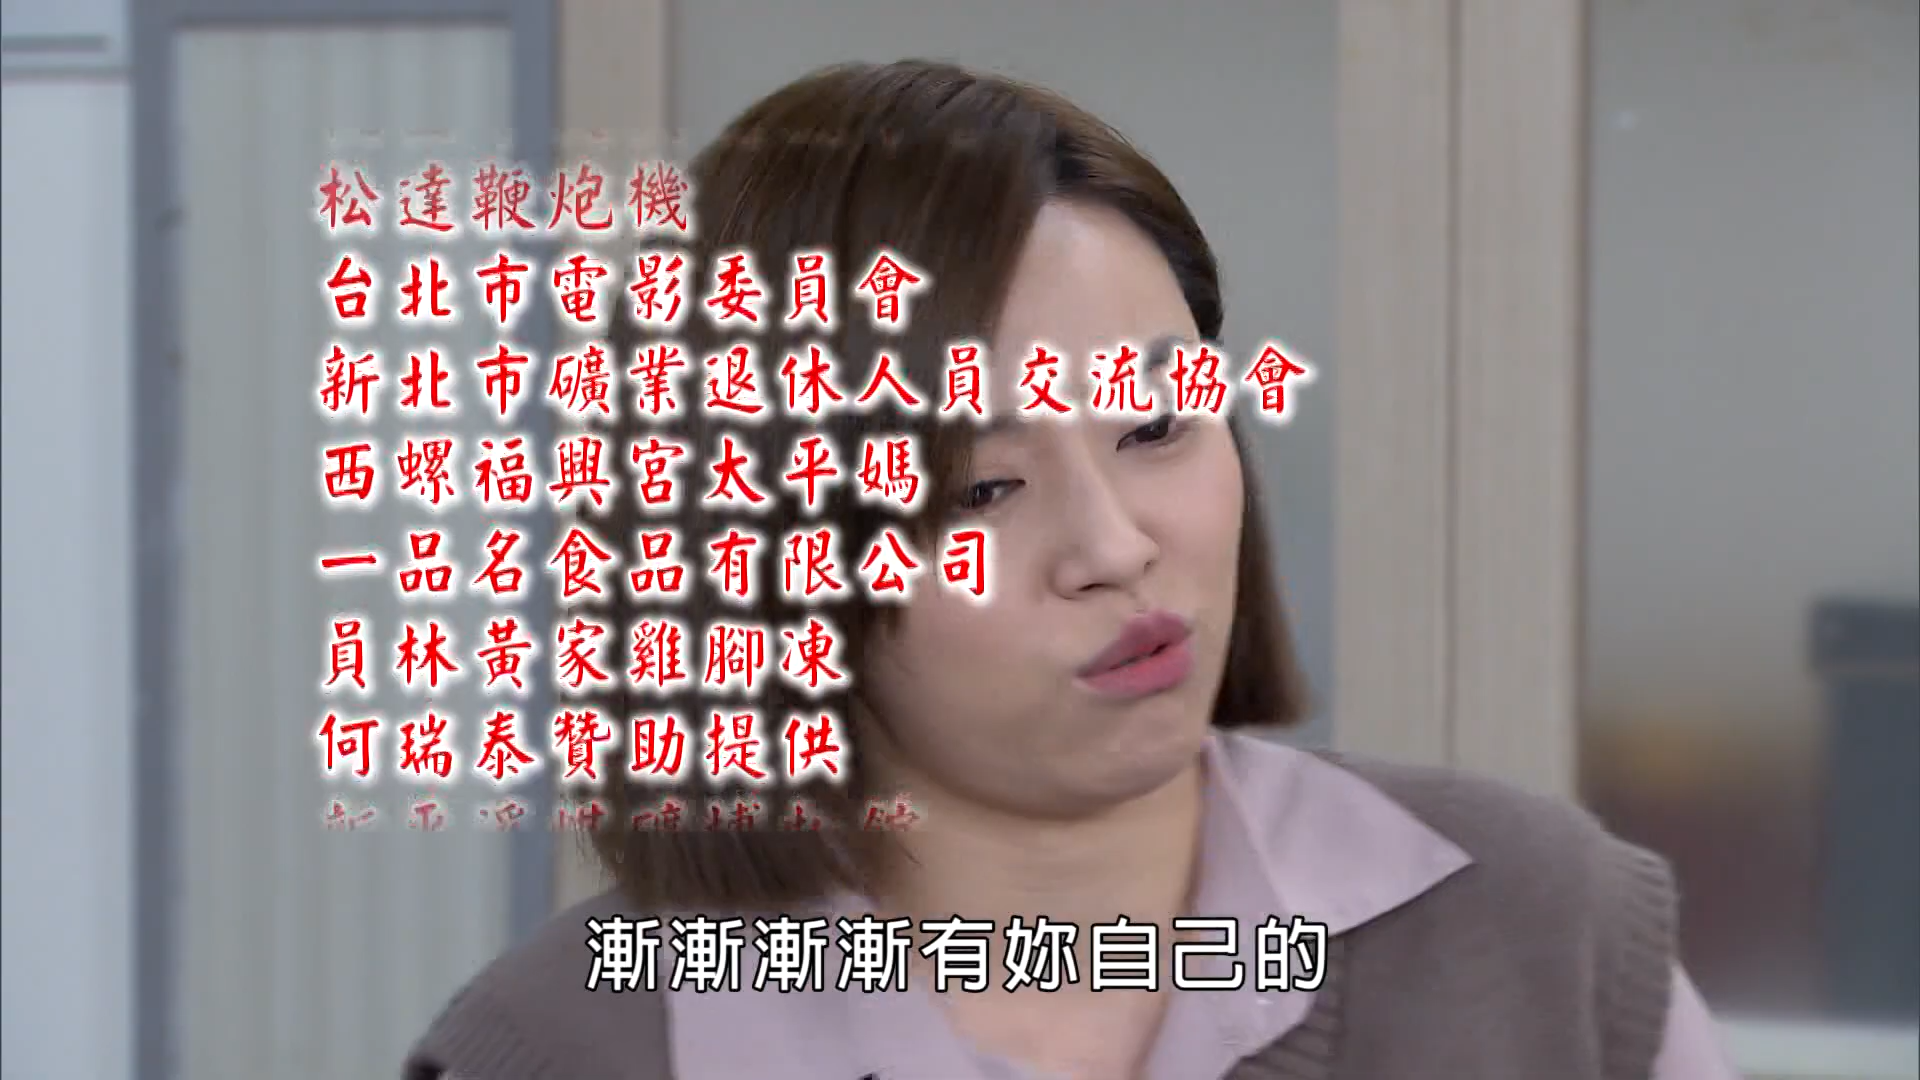 松達鞭炮機
台北市電影委員會
新北市礦業退休人員交流協會
西螺福興宮太平媽
一品名食品有限公司
員林黃家雞腳凍
何瑞泰贊助提供
漸漸漸漸有妳自己的